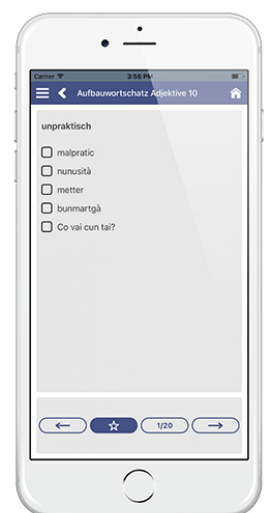 Carrier 3:56 PM
Aufbauwortschatz Adjektive 10
unpraktisch
malpratic
nunusità
metter
bunmartgà
Co vai cun tai?
1/20